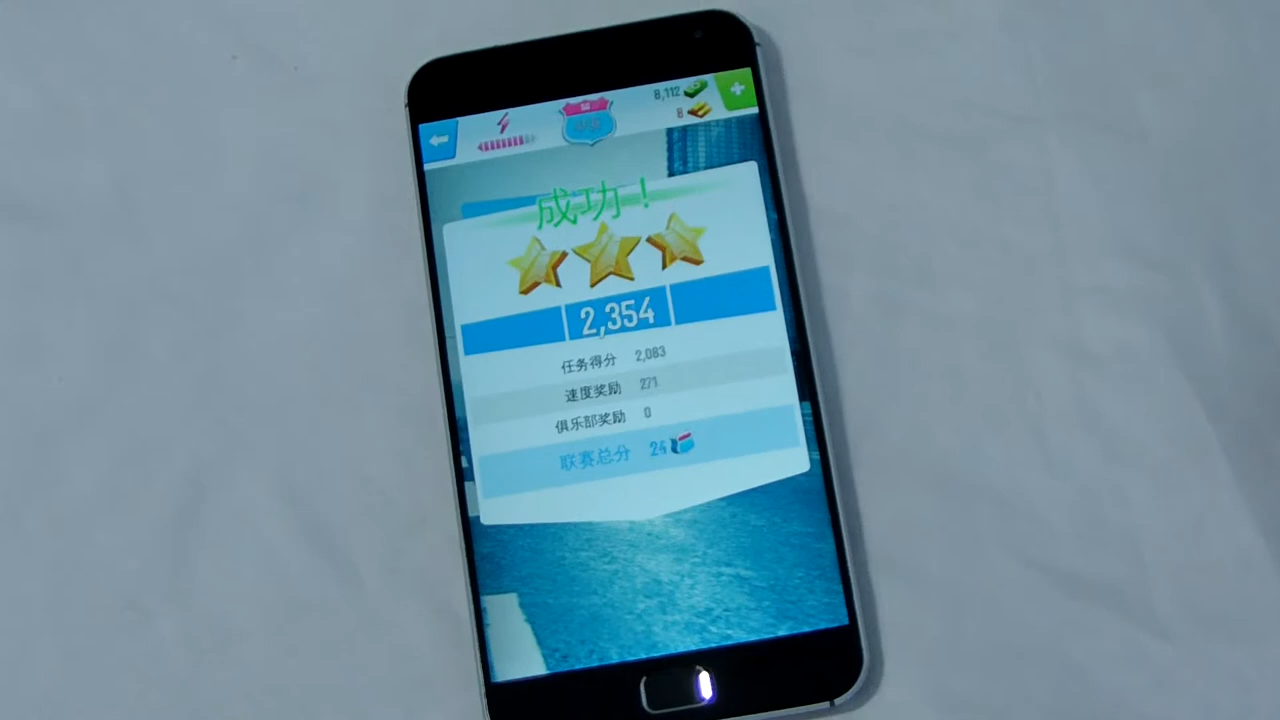 8,112
8
成功！
2,354
任务得分 2,083
速度奖励 271
俱乐部奖励 0
联赛总分 24